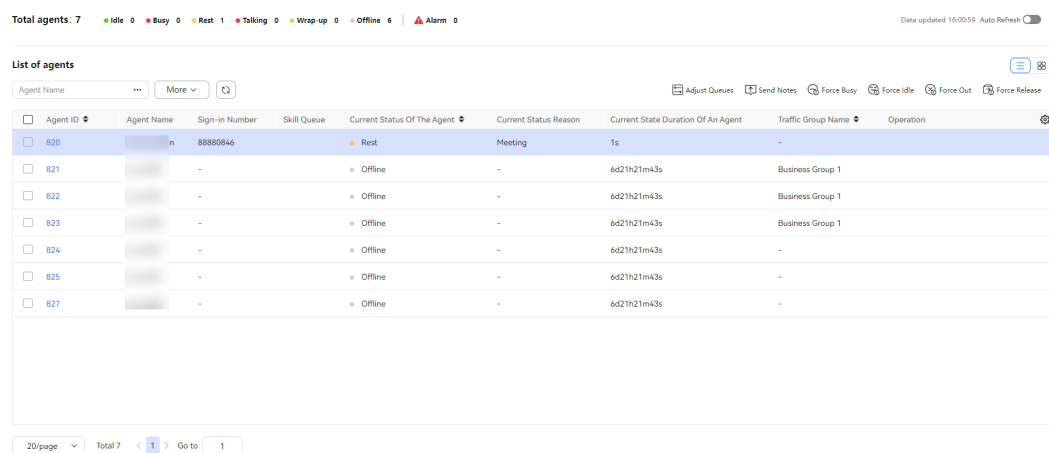 Total agents: 7 Idle 0 Busy 0 Rest 1 Talking 0 Wrap-up 0 Offline 6 Alarm 0 Data updated 16:00:59 Auto Refresh
List of agents
Agent Name ••• More Adjust Queues Send Notes Force Busy Force Idle Force Out Force Release
Agent ID Agent Name Sign-in Number Skill Queue Current Status Of The Agent Current Status Reason Current State Duration Of An Agent Traffic Group Name Operation
820 n 88880846 Rest Meeting 1s -
821 - Offline - 6d21h21m43s Business Group 1
822 - Offline - 6d21h21m43s Business Group 1
823 - Offline - 6d21h21m43s Business Group 1
824 - Offline - 6d21h21m43s -
825 - Offline - 6d21h21m43s -
827 - Offline - 6d21h21m43s -
20/page Total 7 < 1 > Go to 1